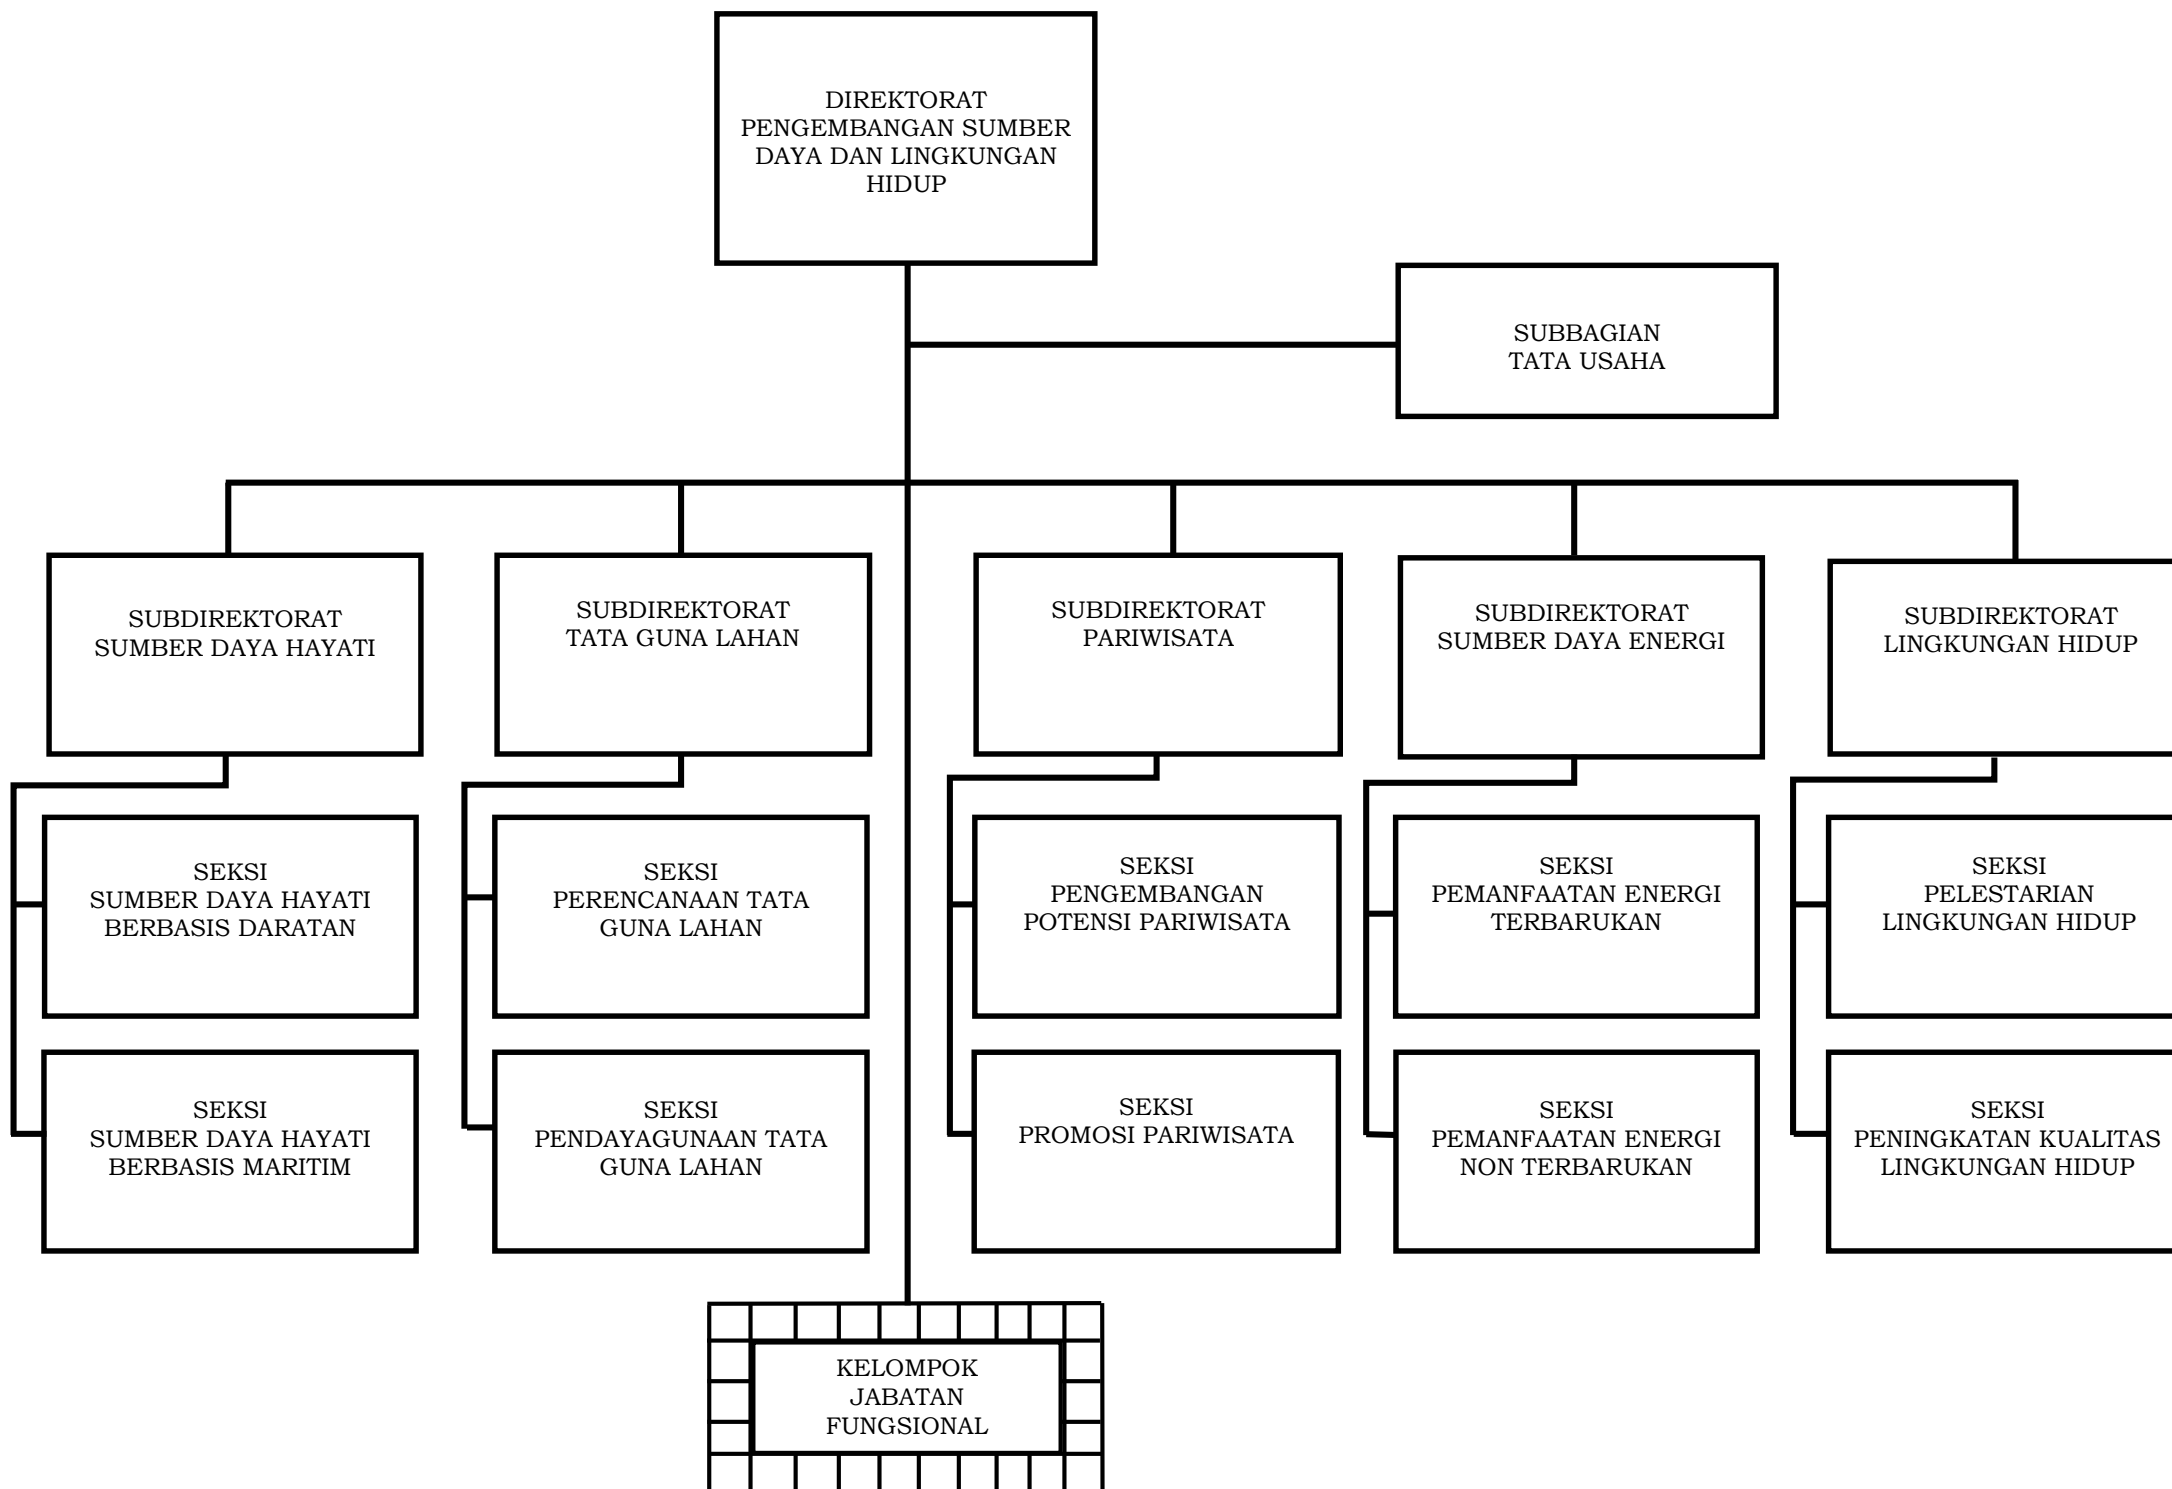 DIREKTORAT
PENGEMBANGAN SUMBER
DAYA DAN LINGKUNGAN
HIDUP
SUBBAGIAN
TATA USAHA
SUBDIREKTORAT
SUMBER DAYA HAYATI
SUBDIREKTORAT
TATA GUNA LAHAN
SUBDIREKTORAT
PARIWISATA
SUBDIREKTORAT
SUMBER DAYA ENERGI
SUBDIREKTORAT
LINGKUNGAN HIDUP
SEKSI
SUMBER DAYA HAYATI
BERBASIS DARATAN
SEKSI
PERENCANAAN TATA
GUNA LAHAN
SEKSI
PENGEMBANGAN
POTENSI PARIWISATA
SEKSI
PEMANFAATAN ENERGI
TERBARUKAN
SEKSI
PELESTARIAN
LINGKUNGAN HIDUP
SEKSI
SUMBER DAYA HAYATI
BERBASIS MARITIM
SEKSI
PENDAYAGUNAAN TATA
GUNA LAHAN
SEKSI
PROMOSI PARIWISATA
SEKSI
PEMANFAATAN ENERGI
NON TERBARUKAN
SEKSI
PENINGKATAN KUALITAS
LINGKUNGAN HIDUP
KELOMPOK
JABATAN
FUNGSIONAL